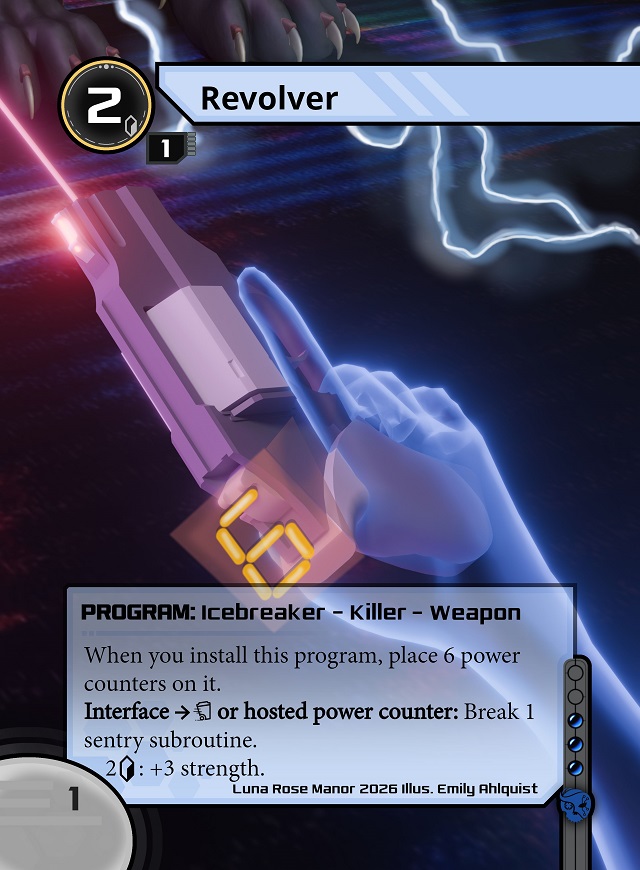 2
Revolver
1
6
PROGRAM: Icebreaker - Killer - Weapon
When you install this program, place 6 power
counters on it.
Interface → or hosted power counter: Break 1
sentry subroutine.
2: +3 strength.
Luna Rose Manor 2026 Illus. Emily Ahlquist
1